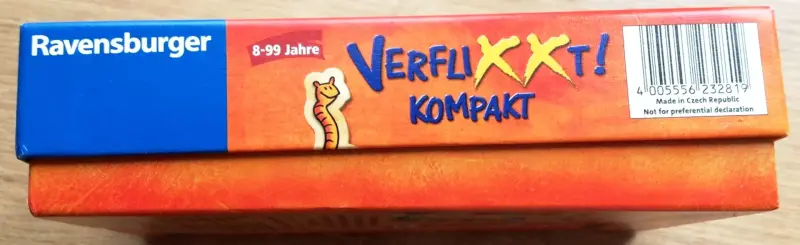 Ravensburger
8-99 Jahre
VERFLIXXT!
KOMPAKT
4 005556 232819
Made in Czech Republic
Not for preferential declaration